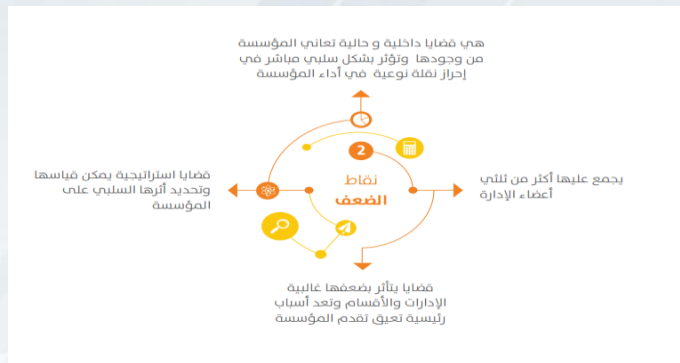 هي قضايا داخلية و حالية تعاني المؤسسة
من وجودها وتؤثر بشكل سلبي مباشر في
إحراز نقلة نوعية في أداء المؤسسة
2
نقاط
الضعف
يجمع عليها أكثر من ثلثي
أعضاء الإدارة
قضايا استراتيجية يمكن قياسها
وتحديد أثرها السلبي على
المؤسسة
قضايا يتأثر بضعفها غالبية
الإدارات والأقسام وتعد أسباب
رئيسية تعيق تقدم المؤسسة